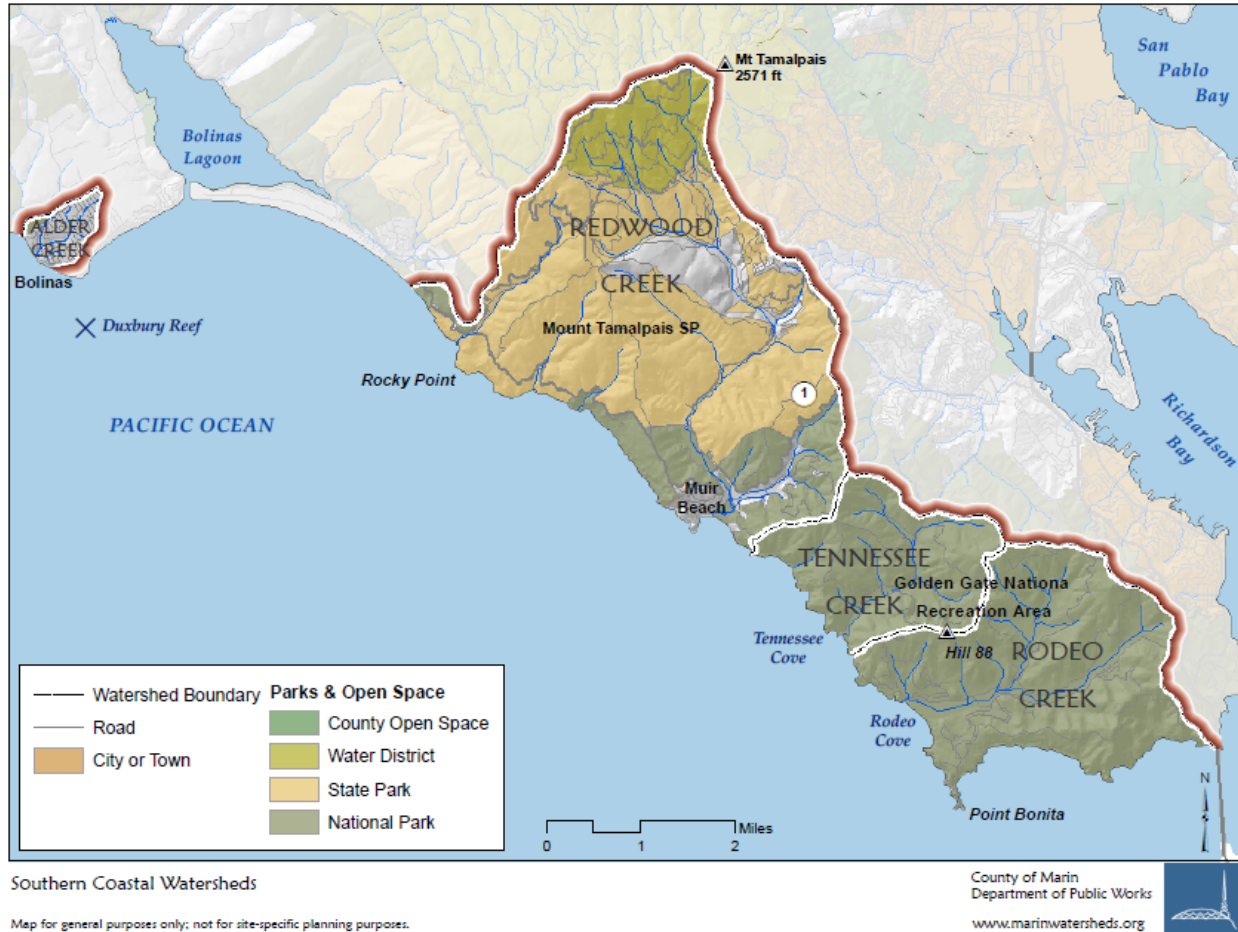 Mt Tamalpais
2571 ft
San
Pablo
Bay
Bolinas
Lagoon
ALDER
CREEK
Bolinas
REDWOOD
CREEK
Duxbury Reef
Mount Tamalpais SP
Rocky Point
1
PACIFIC OCEAN
Richardson
Bay
Muir
Beach
TENNESSEE
CREEK
Golden Gate Nationa
Recreation Area
Tennessee
Cove
Hill 88
RODEO
CREEK
Rodeo
Cove
Point Bonita
N
Watershed Boundary
Road
City or Town
Parks & Open Space
County Open Space
Water District
State Park
National Park
Miles
0 1 2
Southern Coastal Watersheds
Map for general purposes only; not for site-specific planning purposes.
County of Marin
Department of Public Works
www.marinwatersheds.org